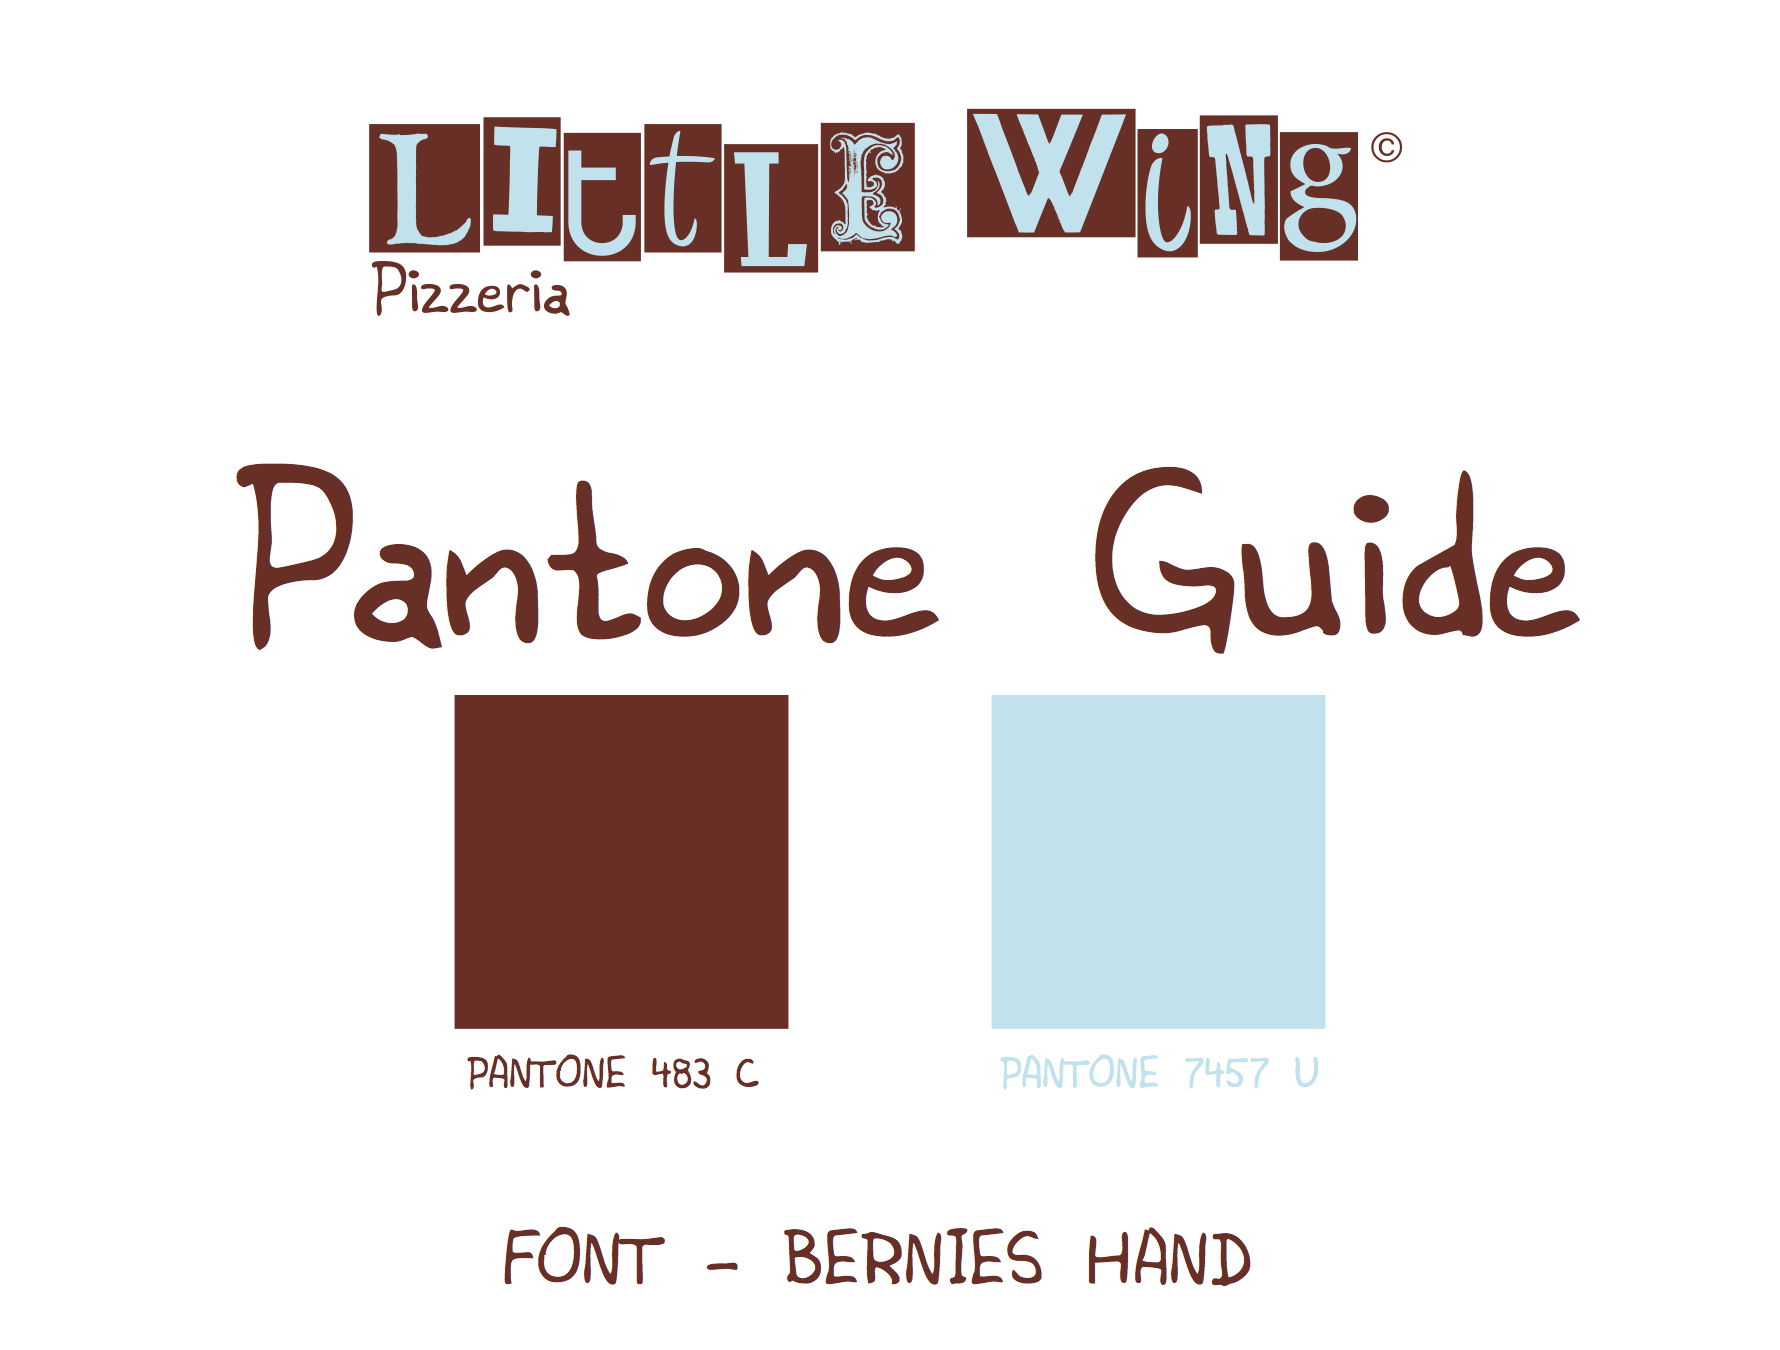 LIttLE WiNg ©
Pizzeria
Pantone Guide
PANTONE 483 C
PANTONE 7457 U
FONT - BERNIES HAND